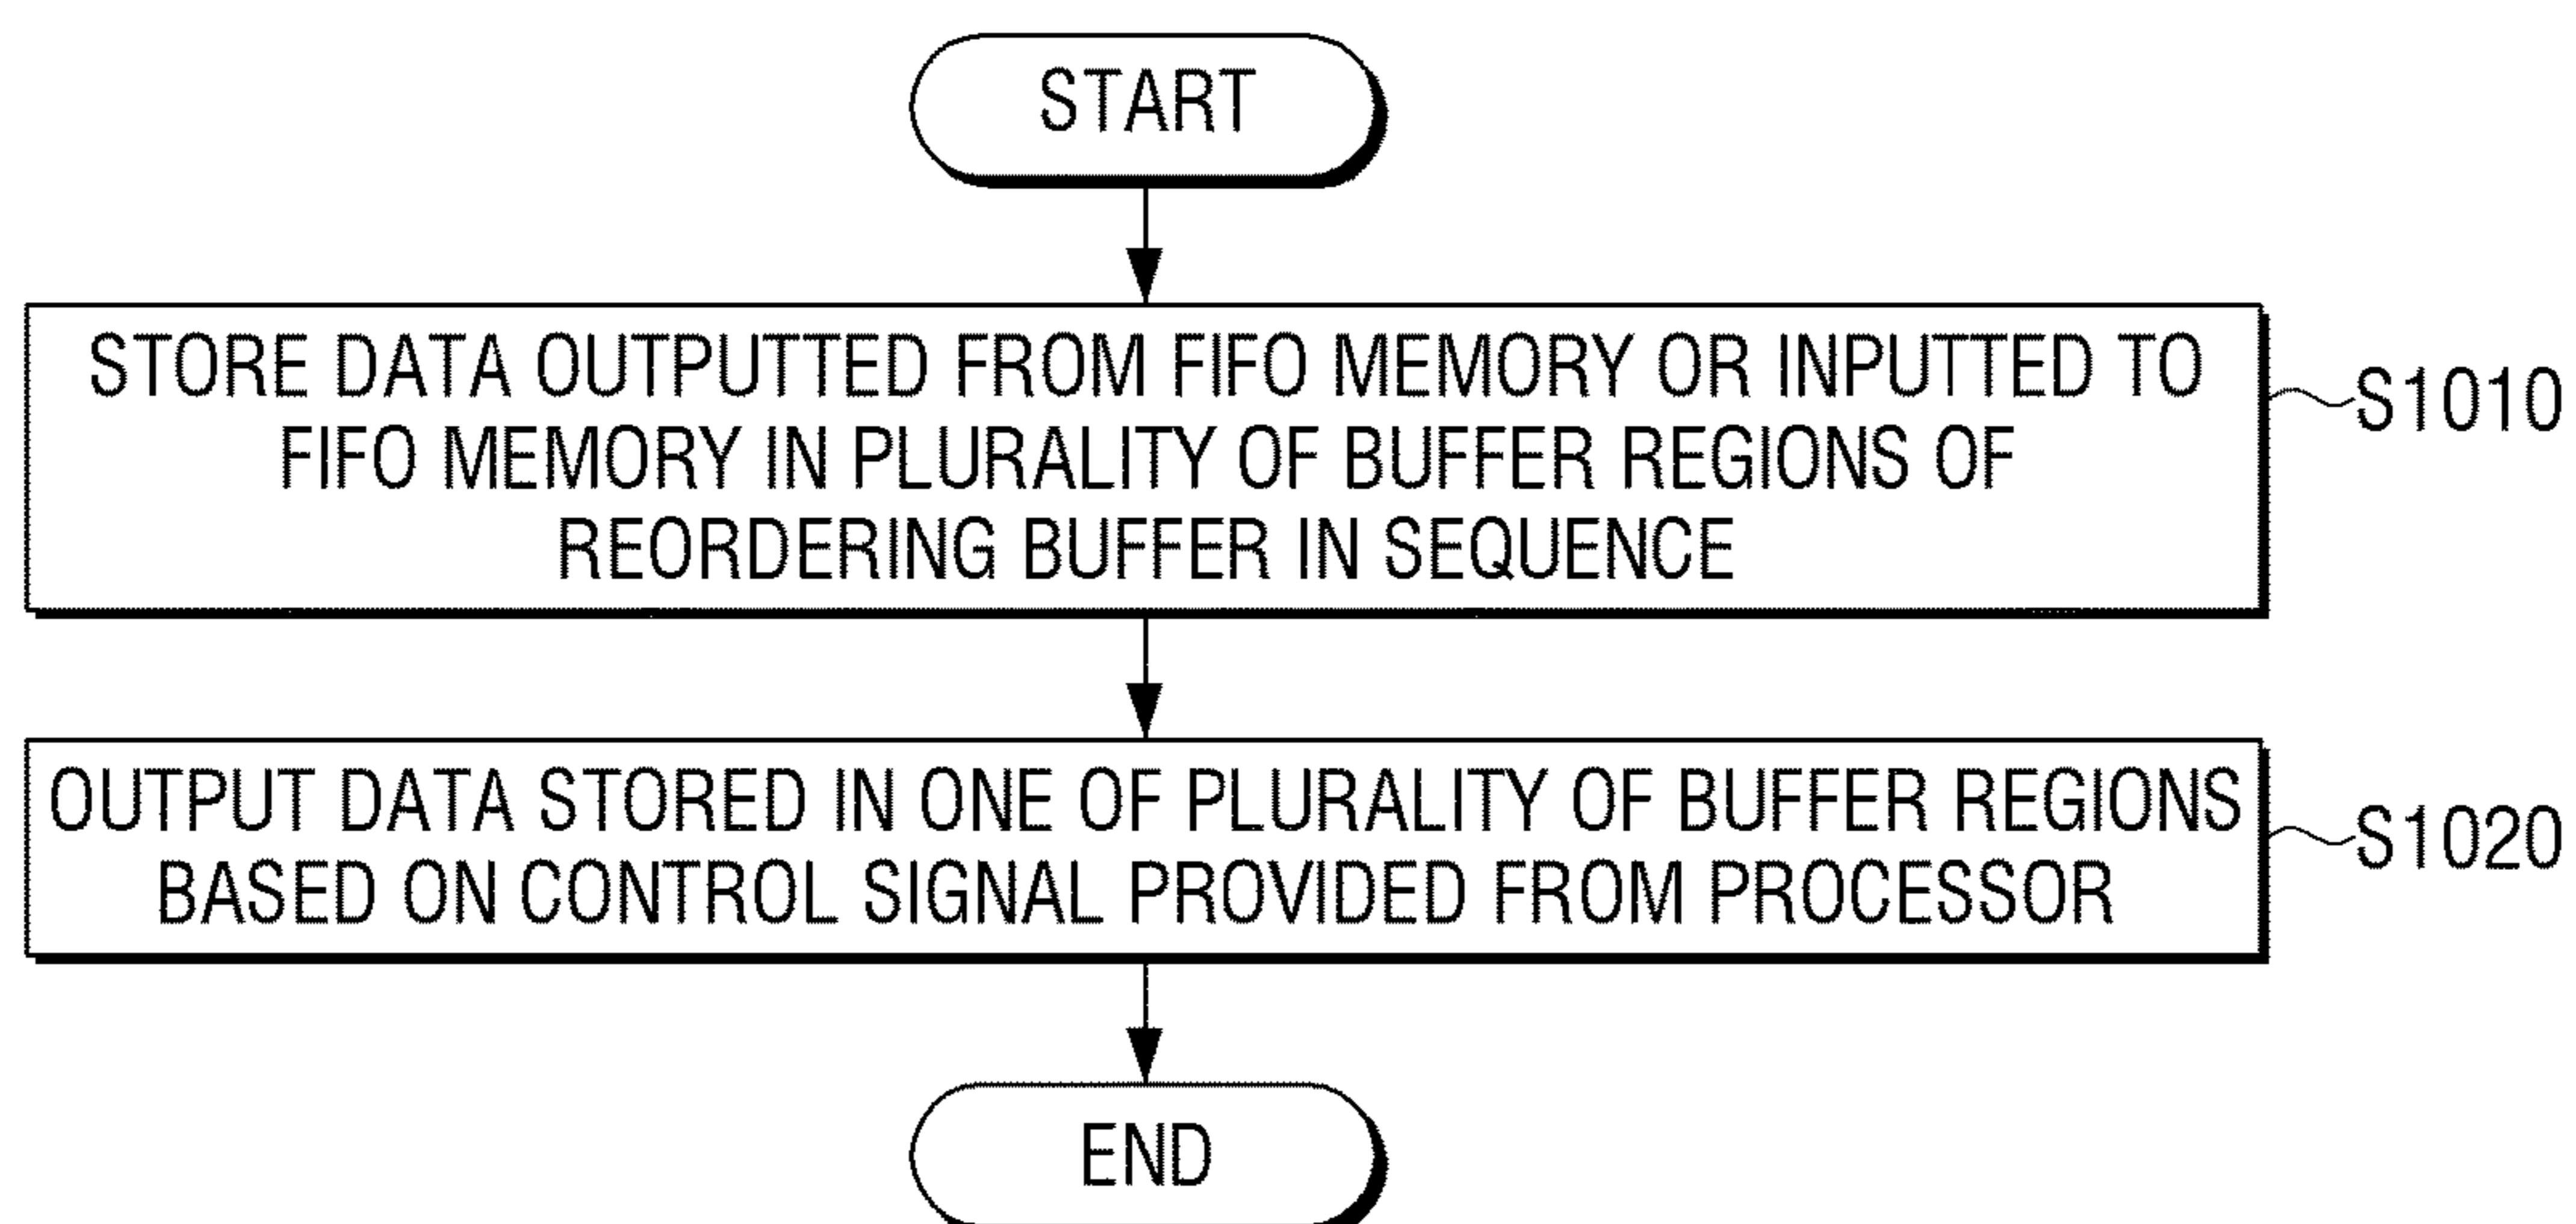 START
STORE DATA OUTPUTTED FROM FIFO MEMORY OR INPUTTED TO
FIFO MEMORY IN PLURALITY OF BUFFER REGIONS OF
REORDERING BUFFER IN SEQUENCE
S1010
OUTPUT DATA STORED IN ONE OF PLURALITY OF BUFFER REGIONS
BASED ON CONTROL SIGNAL PROVIDED FROM PROCESSOR
S1020
END